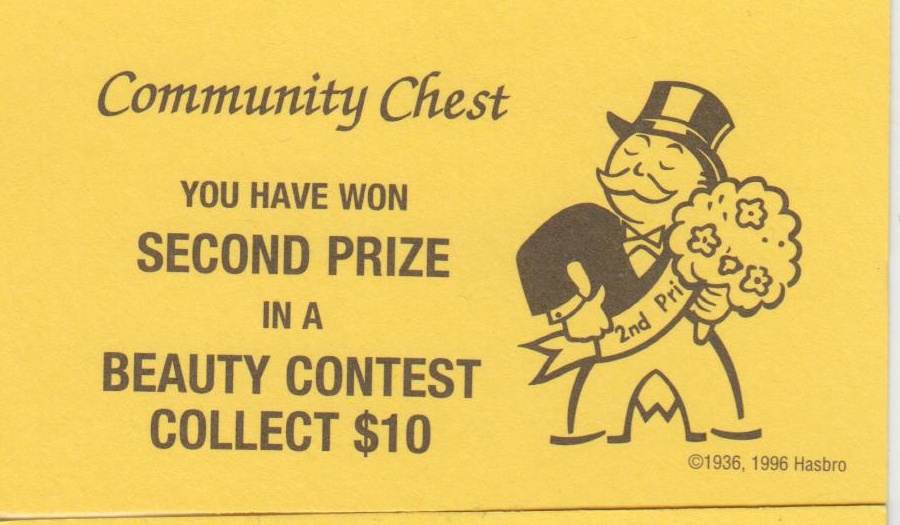 Community Chest
YOU HAVE WON
SECOND PRIZE
IN A
BEAUTY CONTEST
COLLECT $10
2nd Pri
©1936, 1996 Hasbro